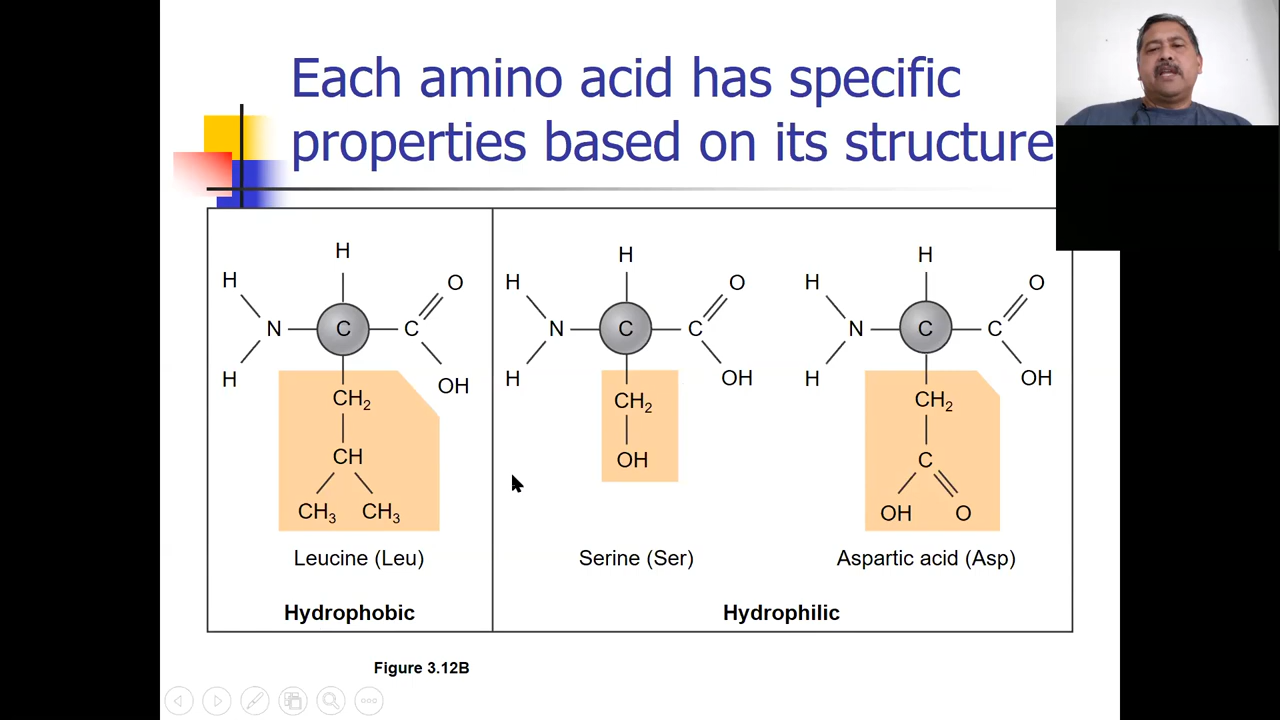 Each amino acid has specific
properties based on its structure
H H H
H O H O H O
N C C N C C N C C
H OH H OH H OH
CH2 CH2 CH2
CH OH C
CH3 CH3 OH O
Leucine (Leu) Serine (Ser) Aspartic acid (Asp)
Hydrophobic Hydrophilic
Figure 3.12B